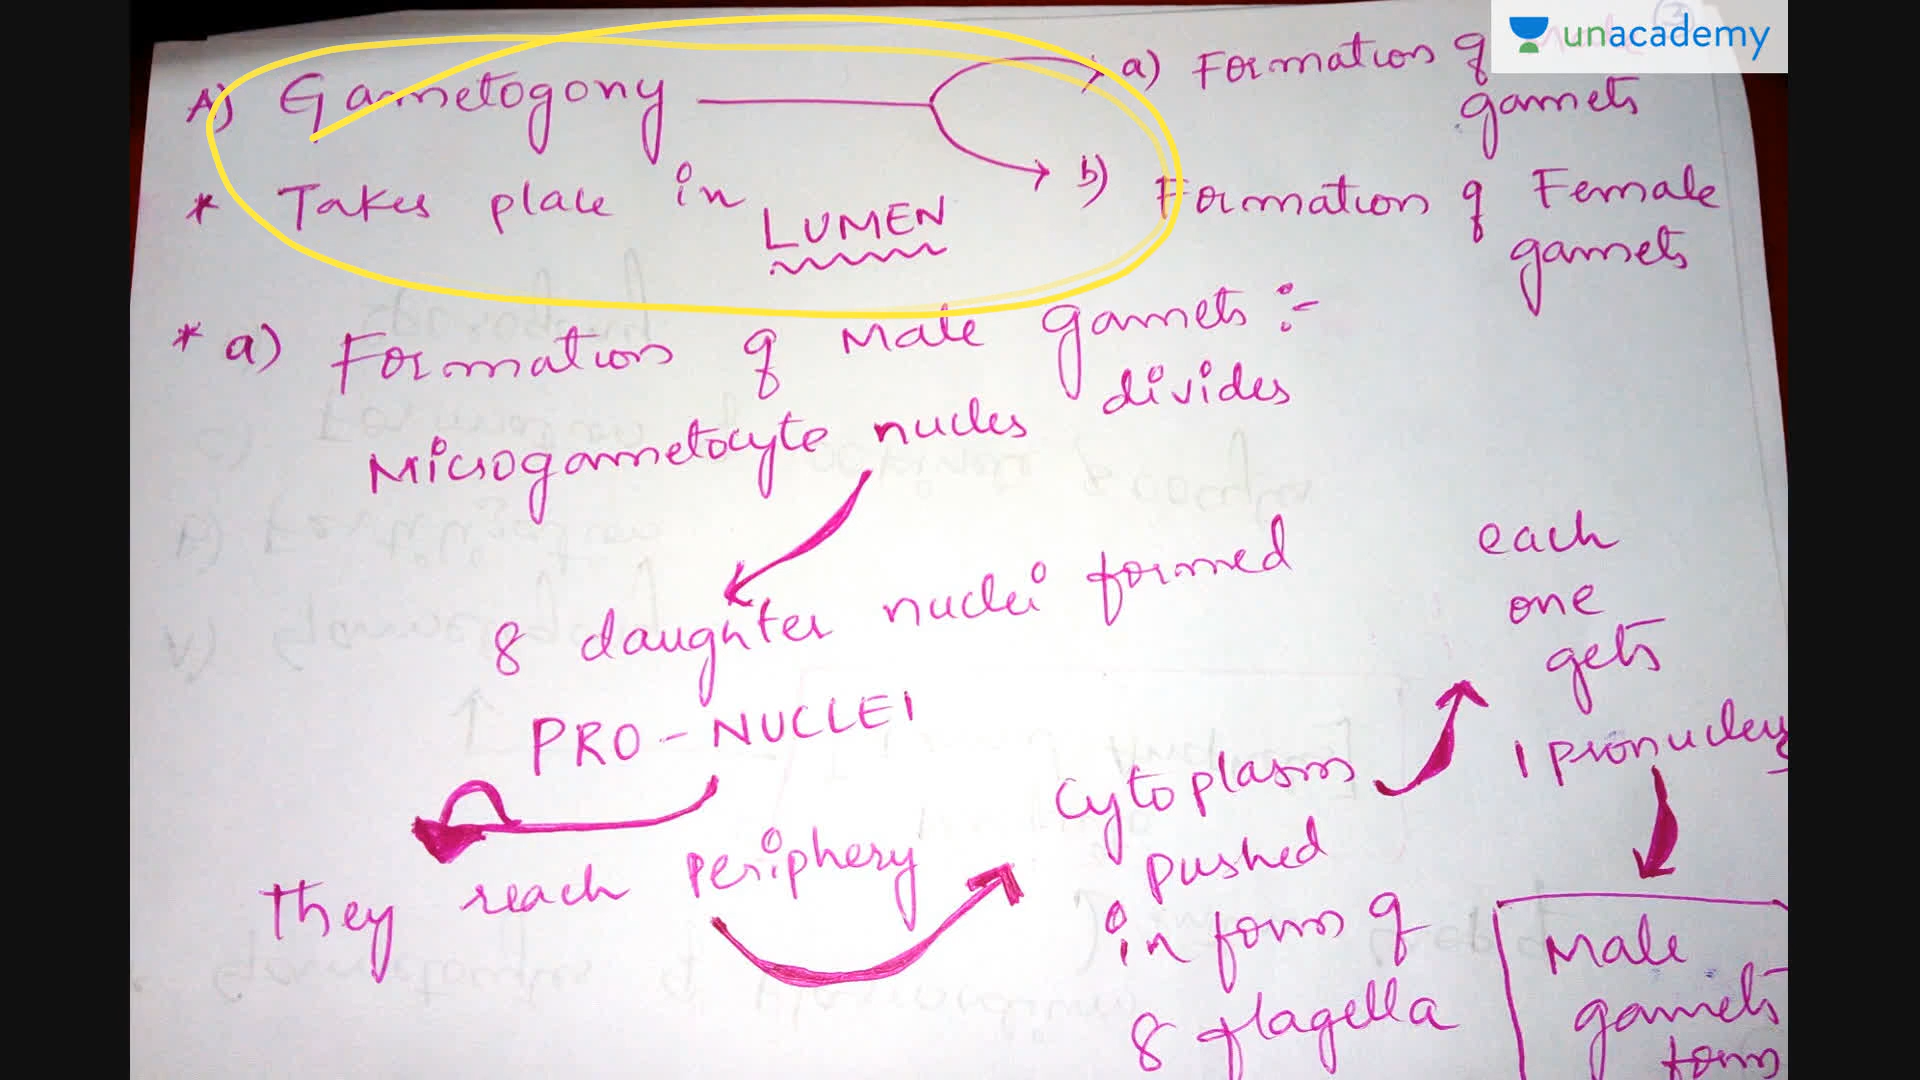 unacademy
A) Gametogony
a) Formation of
gamets
* Takes place in LUMEN
b) Formation of Female
gamets
* a) Formation of Male gamets :-
Microgametocyte nucles divides
8 daughter nuclei formed
PRO-NUCLEI
They reach Periphery
Cytoplasm
pushed
in form of
8 flagella
each
one
gets
1 pronucleus
Male
gamets
form